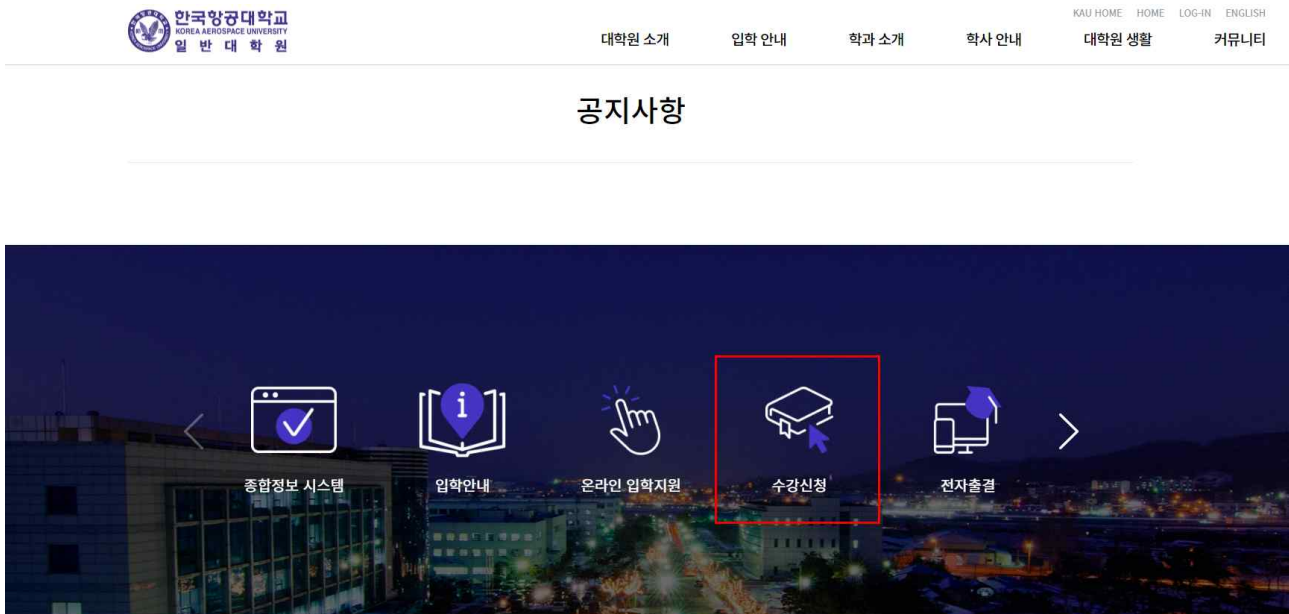 한국항공대학교
KOREA AEROSPACE UNIVERSITY
일 반 대 학 원
KAU HOME HOME LOG-IN ENGLISH
대학원 소개 입학 안내 학과 소개 학사 안내 대학원 생활 커뮤니티
공지사항
종합정보 시스템 입학안내 온라인 입학지원 수강신청 전자출결